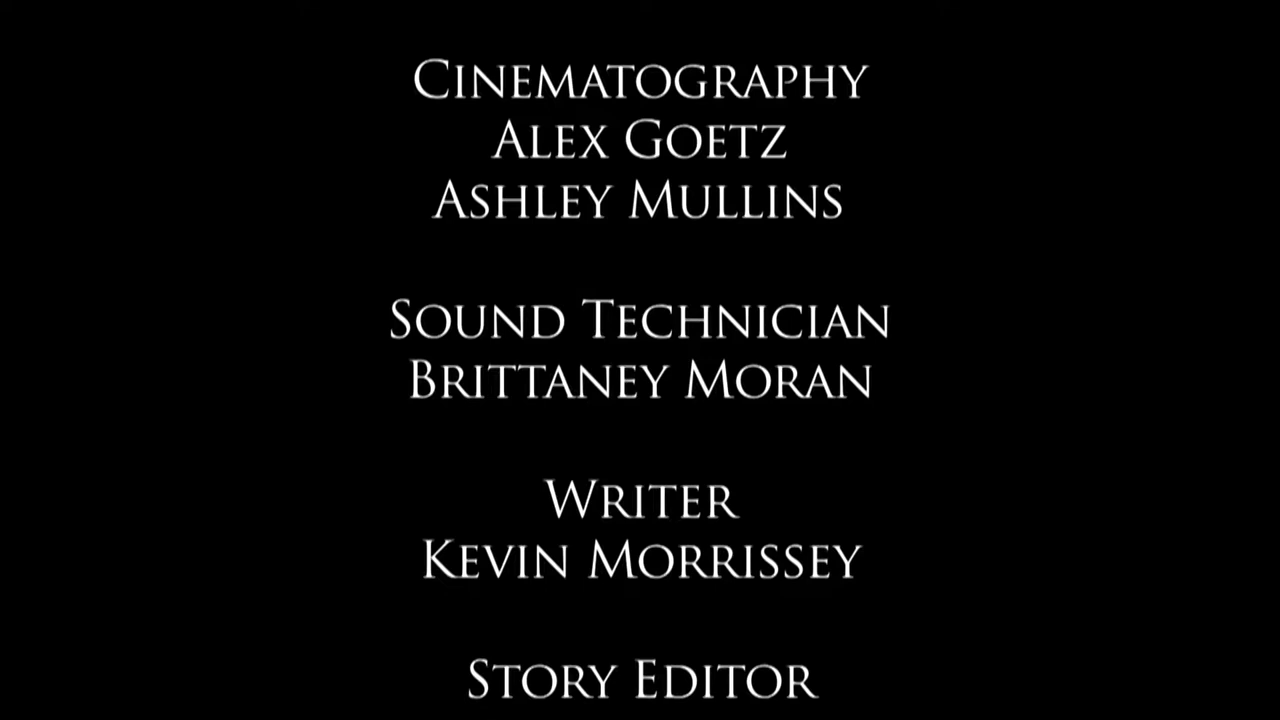 Cinematography
Alex Goetz
Ashley Mullins
Sound Technician
Brittaney Moran
Writer
Kevin Morrissey
Story Editor